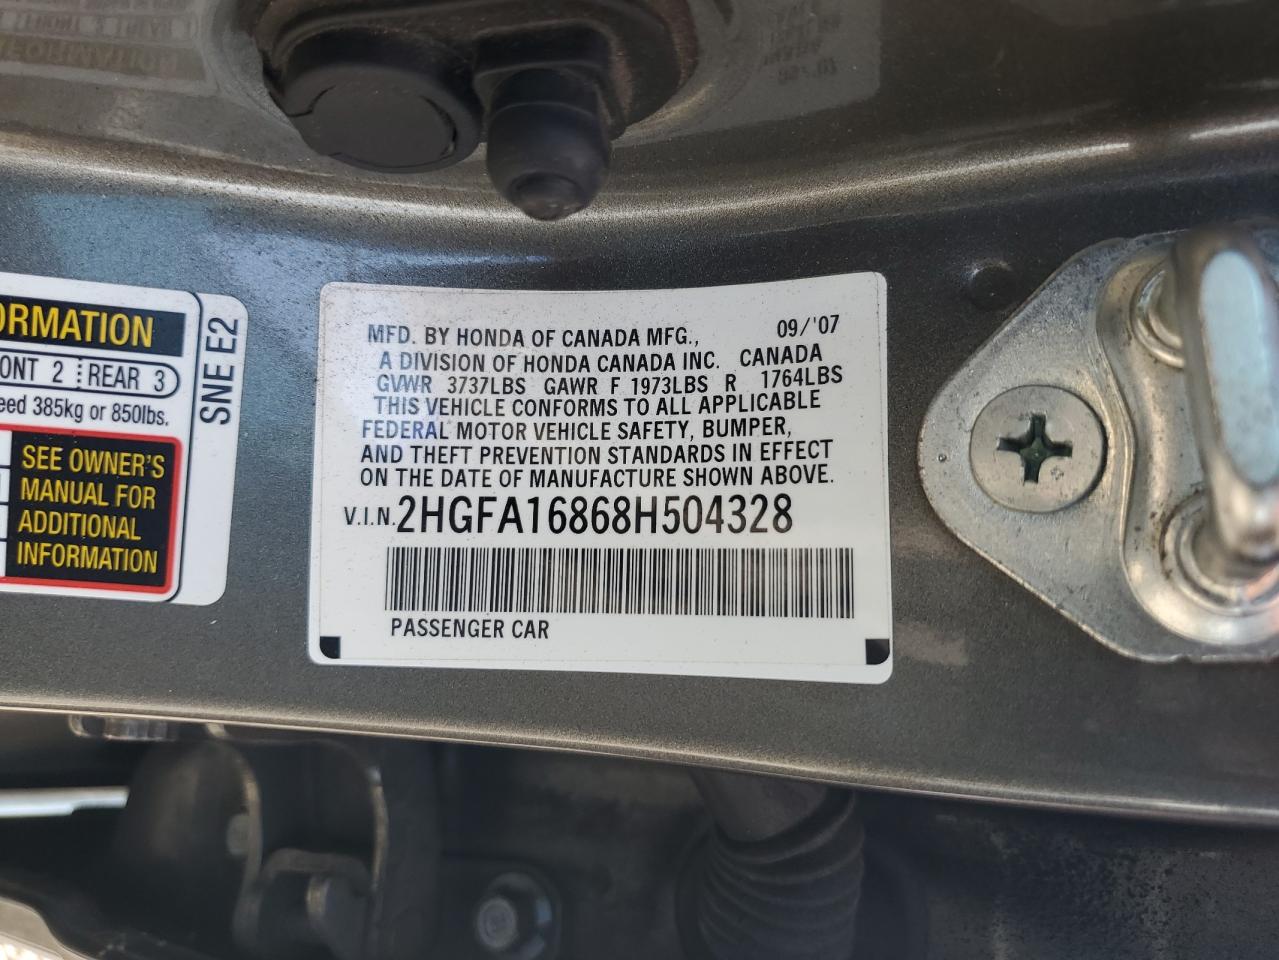 ORMATION
ONT 2 REAR 3
eed 385kg or 850lbs.
SEE OWNER'S
MANUAL FOR
ADDITIONAL
INFORMATION
SNE E2
MFD. BY HONDA OF CANADA MFG., 09/'07
A DIVISION OF HONDA CANADA INC. CANADA
GVWR 3737LBS GAWR F 1973LBS R 1764LBS
THIS VEHICLE CONFORMS TO ALL APPLICABLE
FEDERAL MOTOR VEHICLE SAFETY, BUMPER,
AND THEFT PREVENTION STANDARDS IN EFFECT
ON THE DATE OF MANUFACTURE SHOWN ABOVE.
V.I.N. 2HGFA16868H504328
PASSENGER CAR